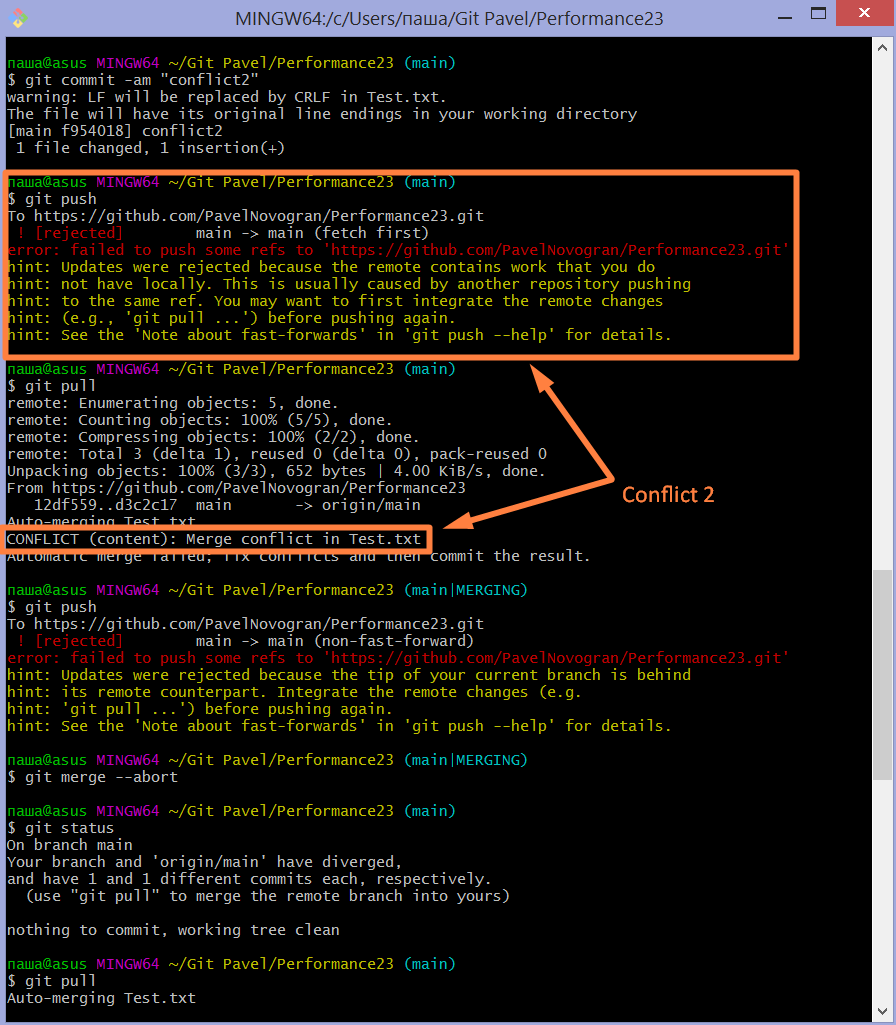 MINGW64:/c/Users/паша/Git Pavel/Performance23
паша@asus MINGW64 ~/Git Pavel/Performance23 (main)
$ git commit -am "conflict2"
warning: LF will be replaced by CRLF in Test.txt.
The file will have its original line endings in your working directory
[main f954018] conflict2
 1 file changed, 1 insertion(+)
паша@asus MINGW64 ~/Git Pavel/Performance23 (main)
$ git push
To https://github.com/PavelNovogran/Performance23.git
 ! [rejected]        main -> main (fetch first)
error: failed to push some refs to 'https://github.com/PavelNovogran/Performance23.git'
hint: Updates were rejected because the remote contains work that you do
hint: not have locally. This is usually caused by another repository pushing
hint: to the same ref. You may want to first integrate the remote changes
hint: (e.g., 'git pull ...') before pushing again.
hint: See the 'Note about fast-forwards' in 'git push --help' for details.
паша@asus MINGW64 ~/Git Pavel/Performance23 (main)
$ git pull
remote: Enumerating objects: 5, done.
remote: Counting objects: 100% (5/5), done.
remote: Compressing objects: 100% (2/2), done.
remote: Total 3 (delta 1), reused 0 (delta 0), pack-reused 0
Unpacking objects: 100% (3/3), 652 bytes | 4.00 KiB/s, done.
From https://github.com/PavelNovogran/Performance23
   12df559..d3c2c17  main       -> origin/main
Conflict 2
Auto-merging Test.txt
CONFLICT (content): Merge conflict in Test.txt
Automatic merge failed; fix conflicts and then commit the result.
паша@asus MINGW64 ~/Git Pavel/Performance23 (main|MERGING)
$ git push
To https://github.com/PavelNovogran/Performance23.git
 ! [rejected]        main -> main (non-fast-forward)
error: failed to push some refs to 'https://github.com/PavelNovogran/Performance23.git'
hint: Updates were rejected because the tip of your current branch is behind
hint: its remote counterpart. Integrate the remote changes (e.g.
hint: 'git pull ...') before pushing again.
hint: See the 'Note about fast-forwards' in 'git push --help' for details.
паша@asus MINGW64 ~/Git Pavel/Performance23 (main|MERGING)
$ git merge --abort
паша@asus MINGW64 ~/Git Pavel/Performance23 (main)
$ git status
On branch main
Your branch and 'origin/main' have diverged,
and have 1 and 1 different commits each, respectively.
  (use "git pull" to merge the remote branch into yours)
nothing to commit, working tree clean
паша@asus MINGW64 ~/Git Pavel/Performance23 (main)
$ git pull
Auto-merging Test.txt